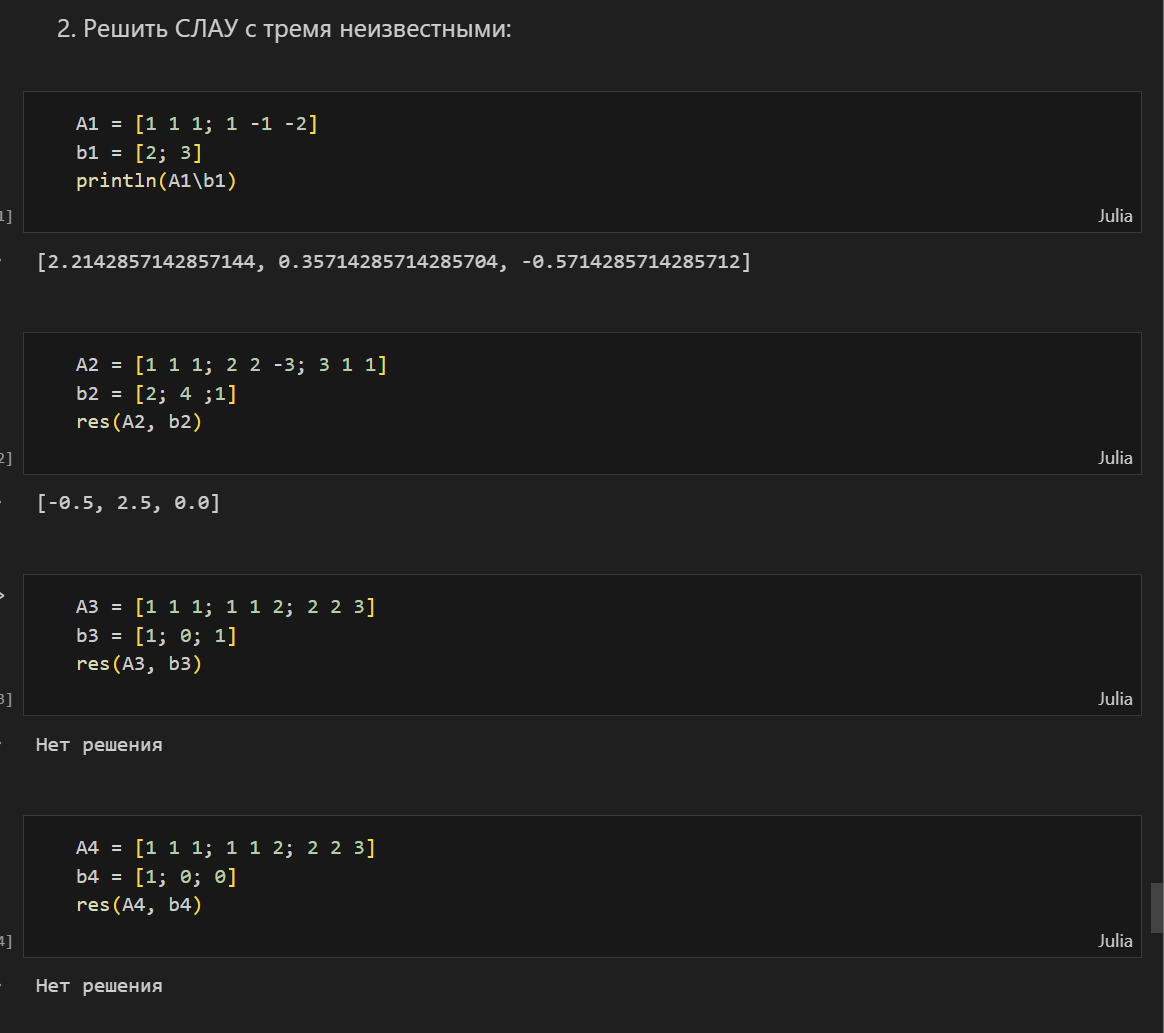 2. Решить СЛАУ с тремя неизвестными:
A1 = [1 1 1; 1 -1 -2]
b1 = [2; 3]
println(A1\b1)
1]
Julia
[2.2142857142857144, 0.35714285714285704, -0.5714285714285712]
A2 = [1 1 1; 2 2 -3; 3 1 1]
b2 = [2; 4 ;1]
res(A2, b2)
2]
Julia
[-0.5, 2.5, 0.0]
A3 = [1 1 1; 1 1 2; 2 2 3]
b3 = [1; 0; 1]
res(A3, b3)
3]
Julia
Нет решения
A4 = [1 1 1; 1 1 2; 2 2 3]
b4 = [1; 0; 0]
res(A4, b4)
4]
Julia
Нет решения